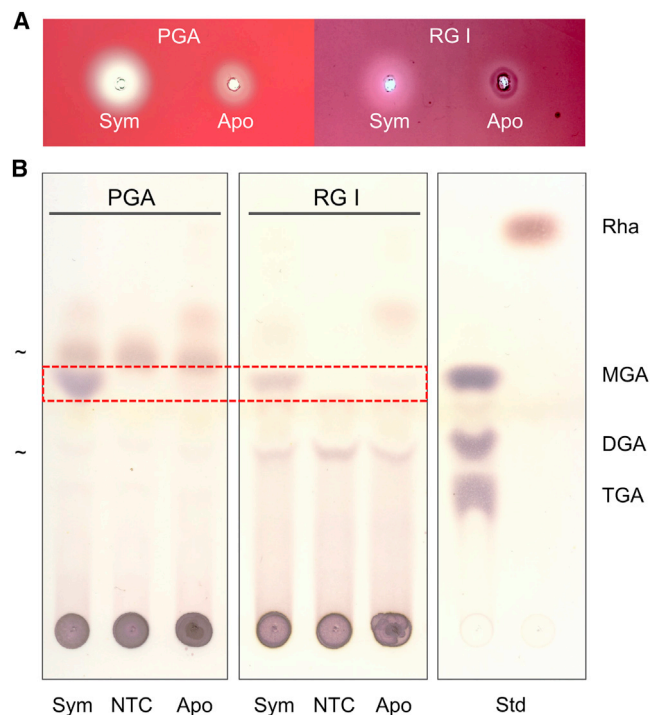 A
PGA
RG I
Sym
Apo
Sym
Apo
B
PGA
RG I
Rha
~
MGA
~
DGA
TGA
Sym NTC Apo
Sym NTC Apo
Std